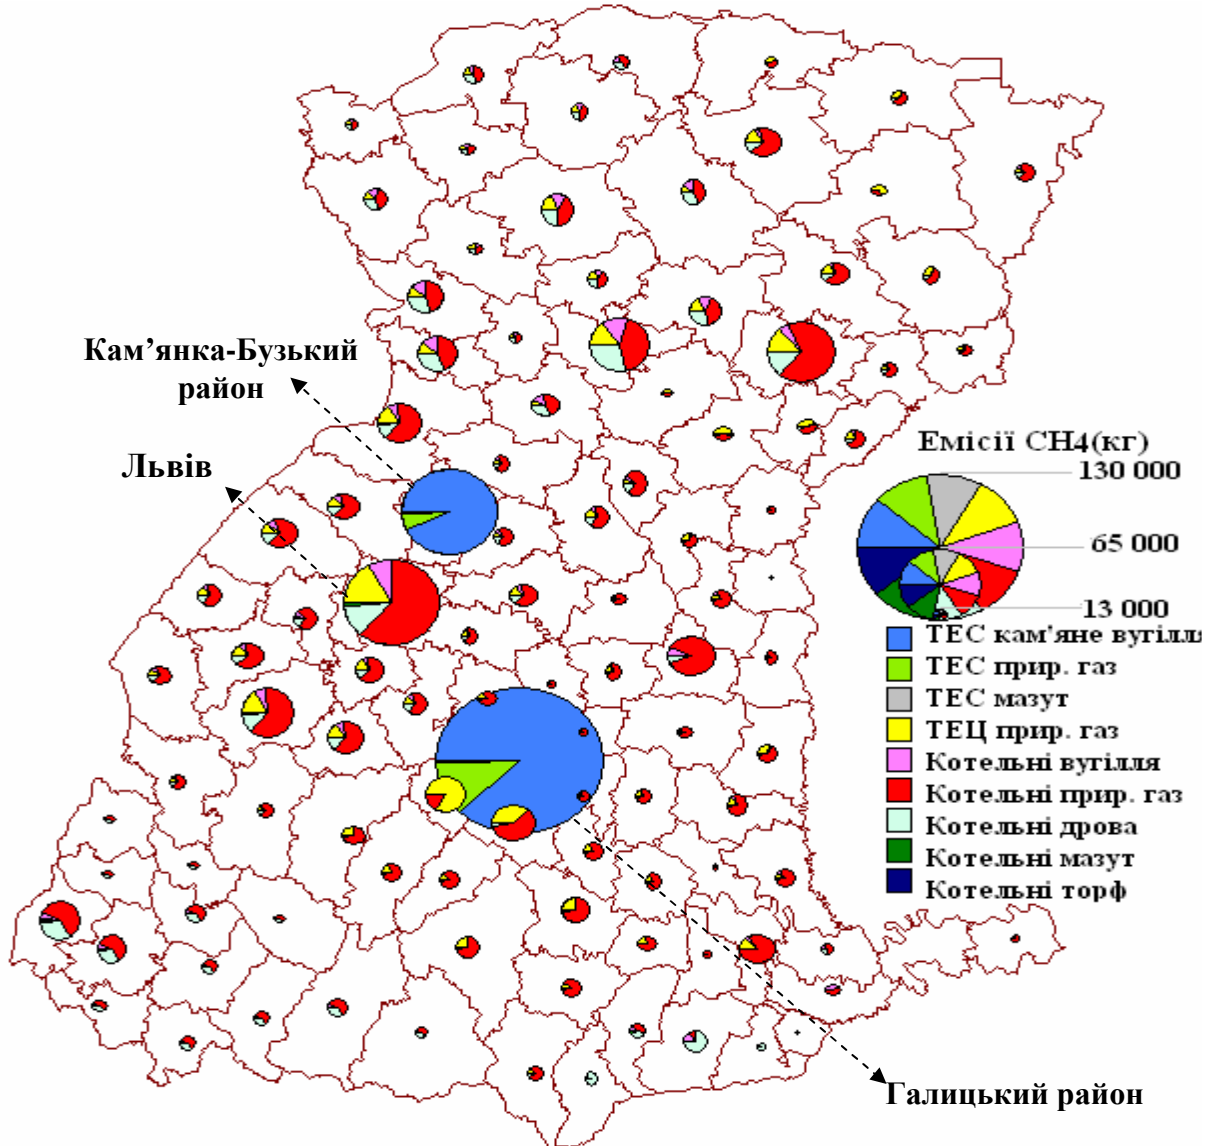 Кам’янка-Бузький
район
Львів
Емісії СН4(кг)
130 000
65 000
13 000
ТЕС кам'яне вугілля
ТЕС прир. газ
ТЕС мазут
ТЕЦ прир. газ
Котельні вугілля
Котельні прир. газ
Котельні дрова
Котельні мазут
Котельні торф
Галицький район